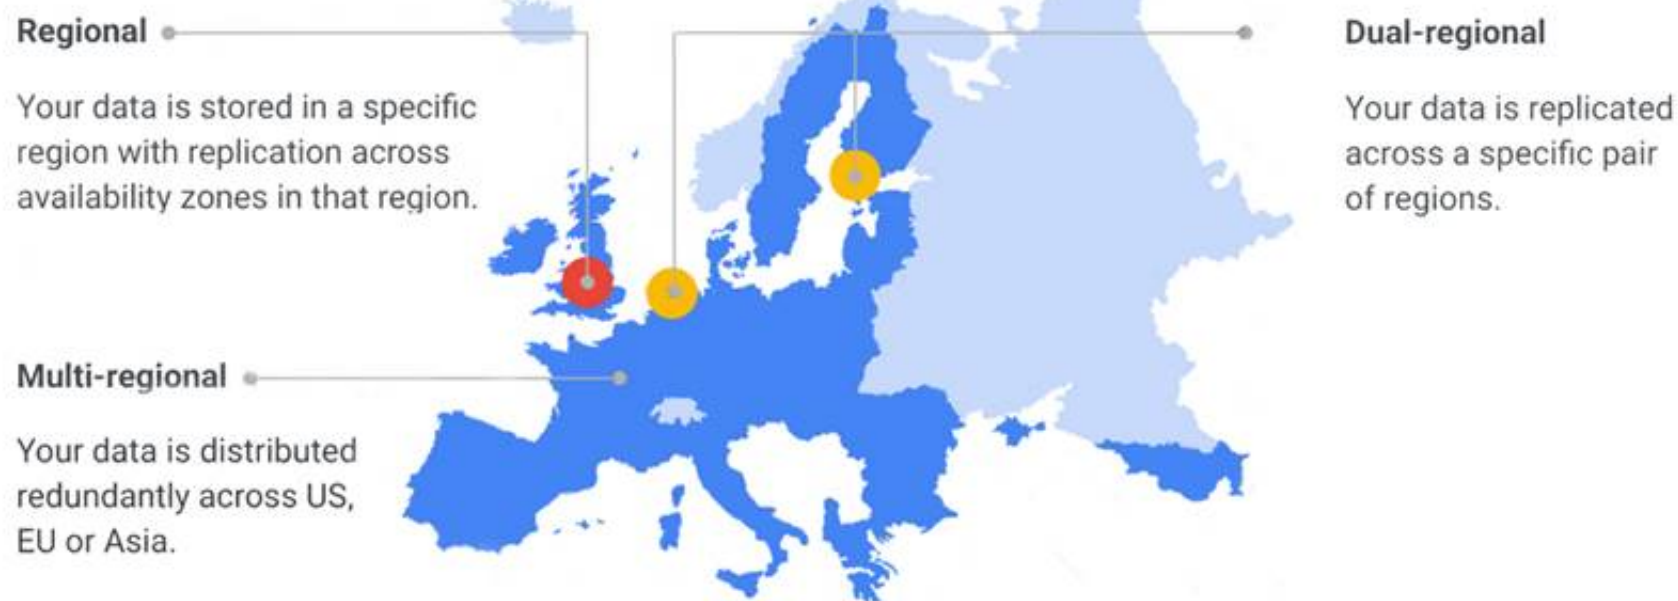 Regional
Your data is stored in a specific
region with replication across
availability zones in that region.
Multi-regional
Your data is distributed
redundantly across US,
EU or Asia.
Dual-regional
Your data is replicated
across a specific pair
of regions.